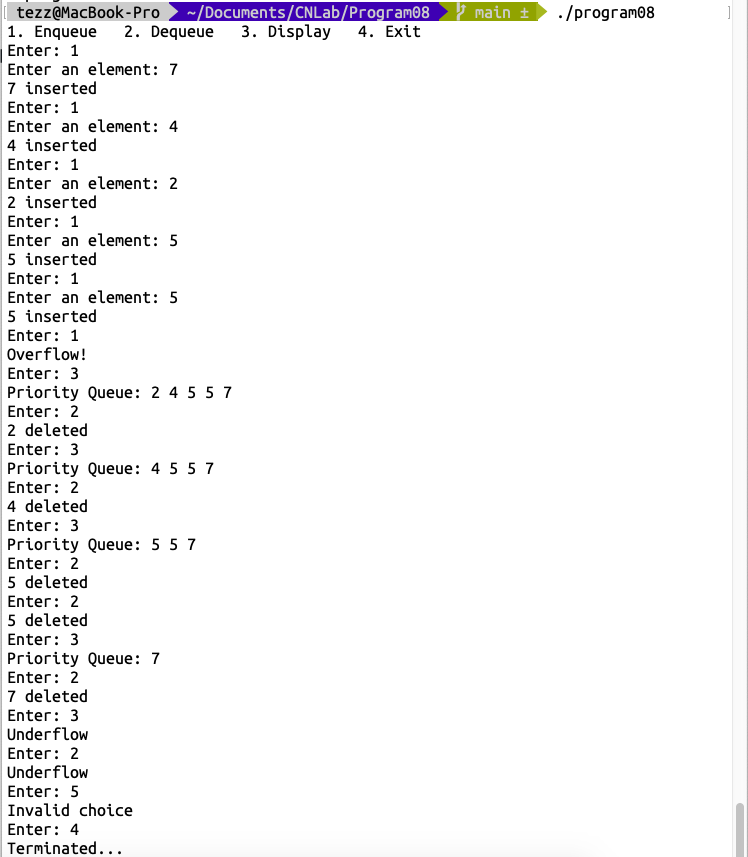 tezz@MacBook-Pro ~/Documents/CNLab/Program08 main ± ./program08
1. Enqueue 2. Dequeue 3. Display 4. Exit
Enter: 1
Enter an element: 7
7 inserted
Enter: 1
Enter an element: 4
4 inserted
Enter: 1
Enter an element: 2
2 inserted
Enter: 1
Enter an element: 5
5 inserted
Enter: 1
Enter an element: 5
5 inserted
Enter: 1
Overflow!
Enter: 3
Priority Queue: 2 4 5 5 7
Enter: 2
2 deleted
Enter: 3
Priority Queue: 4 5 5 7
Enter: 2
4 deleted
Enter: 3
Priority Queue: 5 5 7
Enter: 2
5 deleted
Enter: 2
5 deleted
Enter: 3
Priority Queue: 7
Enter: 2
7 deleted
Enter: 3
Underflow
Enter: 2
Underflow
Enter: 5
Invalid choice
Enter: 4
Terminated...